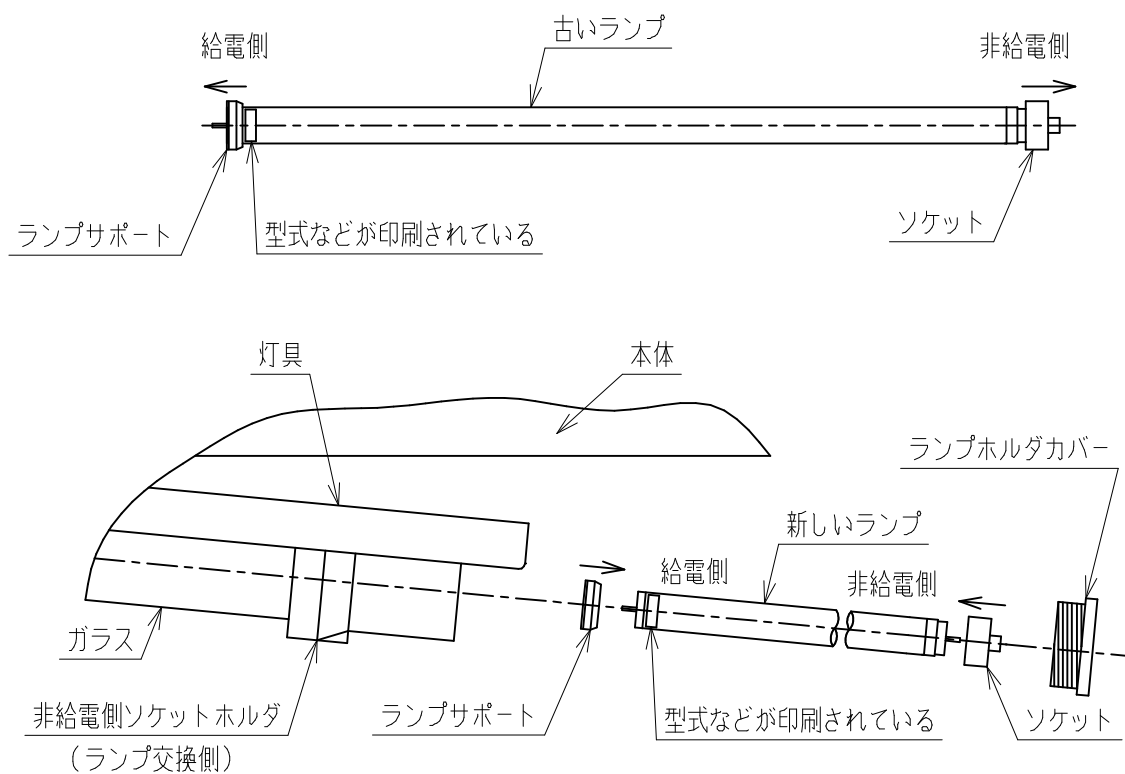 古いランプ
給電側
非給電側
ランプサポート
型式などが印刷されている
ソケット
灯具
本体
ランプホルダカバー
新しいランプ
給電側
非給電側
ガラス
非給電側ソケットホルダ
（ランプ交換側）
ランプサポート
型式などが印刷されている
ソケット